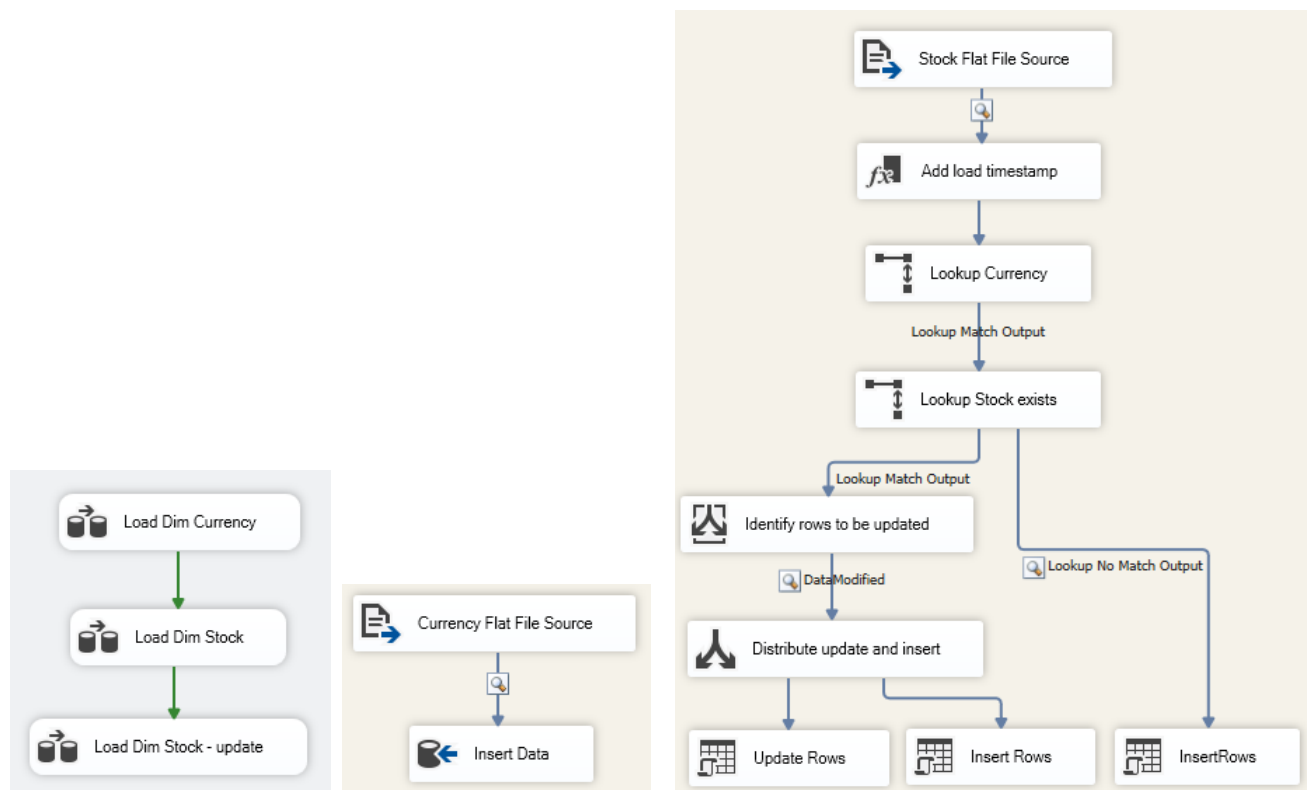 Load Dim Currency
Load Dim Stock
Load Dim Stock - update
Currency Flat File Source
Insert Data
Stock Flat File Source
fx
Add load timestamp
Lookup Currency
Lookup Match Output
Lookup Stock exists
Lookup Match Output
Identify rows to be updated
Lookup No Match Output
DataModified
Distribute update and insert
Update Rows
Insert Rows
InsertRows